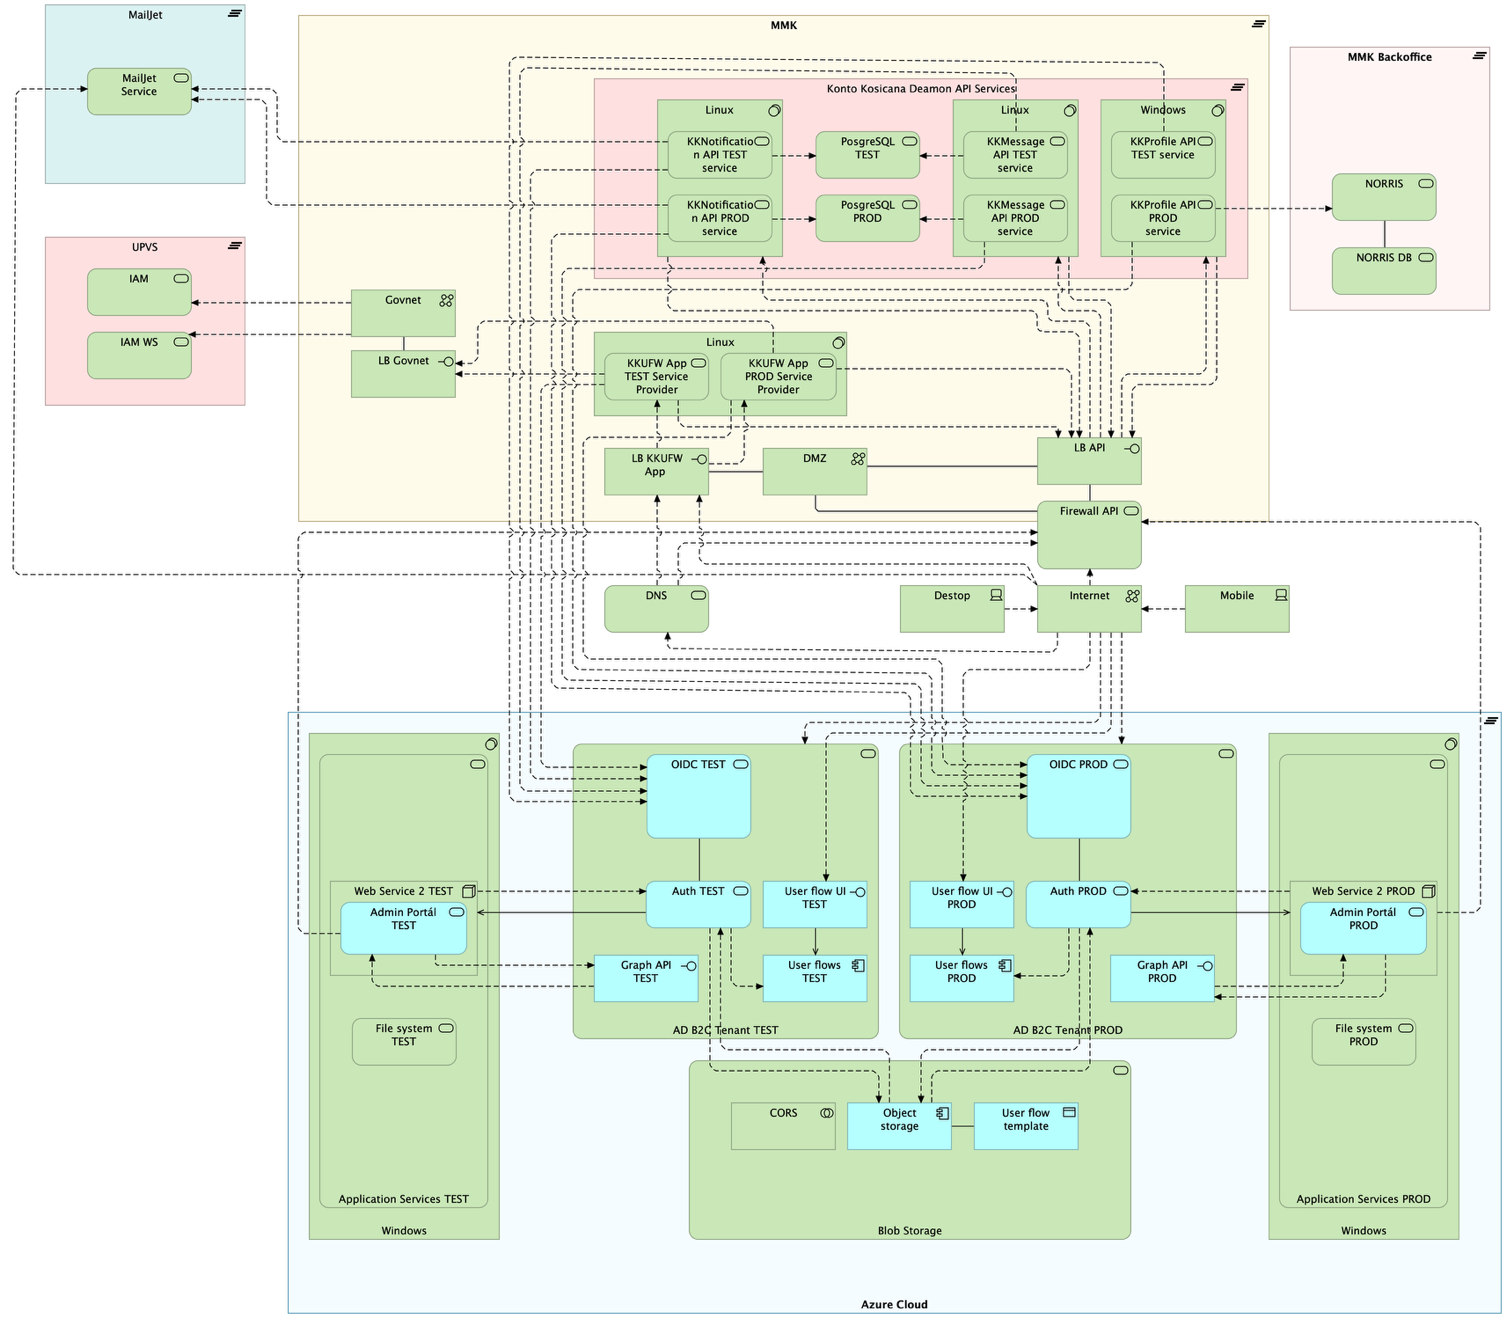 MailJet
MailJet
Service
MMK
MMK Backoffice
Konto Kosicana Deamon API Services
Linux
Linux
Windows
KKNotificatio
n API TEST
service
PosgreSQL
TEST
KKMessage
API TEST
service
KKProfile API
TEST service
KKNotificatio
n API PROD
service
PosgreSQL
PROD
KKMessage
API PROD
service
KKProfile API
PROD
service
NORRIS
NORRIS DB
UPVS
IAM
IAM WS
Govnet
LB Govnet
Linux
KKUFW App
TEST Service
Provider
KKUFW App
PROD Service
Provider
LB KKUFW
App
DMZ
LB API
Firewall API
DNS
Destop
Internet
Mobile
OIDC TEST
OIDC PROD
Web Service 2 TEST
Admin Portál
TEST
Auth TEST
User flow UI
TEST
User flow UI
PROD
Auth PROD
Web Service 2 PROD
Admin Portál
PROD
Graph API
TEST
User flows
TEST
User flows
PROD
Graph API
PROD
File system
TEST
AD B2C Tenant TEST
AD B2C Tenant PROD
File system
PROD
CORS
Object
storage
User flow
template
Application Services TEST
Windows
Blob Storage
Application Services PROD
Windows
Azure Cloud